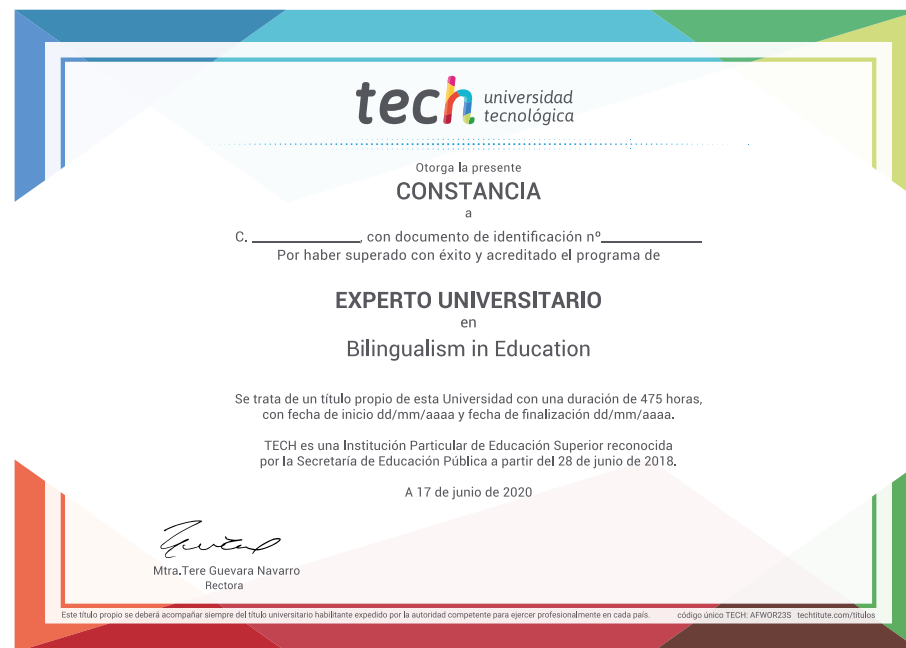 tech universidad
tecnológica
Otorga la presente
CONSTANCIA
a
C. ____________, con documento de identificación nº____________
Por haber superado con éxito y acreditado el programa de
EXPERTO UNIVERSITARIO
en
Bilingualism in Education
Se trata de un título propio de esta Universidad con una duración de 475 horas,
con fecha de inicio dd/mm/aaaa y fecha de finalización dd/mm/aaaa.
TECH es una Institución Particular de Educación Superior reconocida
por la Secretaría de Educación Pública a partir del 28 de junio de 2018.
A 17 de junio de 2020
Mtra.Tere Guevara Navarro
Rectora
Este título propio se deberá acompañar siempre del título universitario habilitante expedido por la autoridad competente para ejercer profesionalmente en cada país. código único TECH: AFWOR23S techtitute.com/titulos